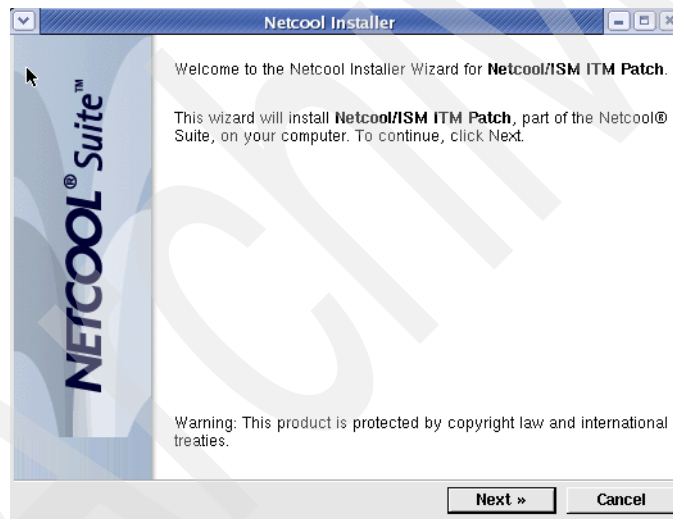 Netcool Installer
NETCOOL® Suite™
Welcome to the Netcool Installer Wizard for Netcool/ISM ITM Patch.
This wizard will install Netcool/ISM ITM Patch, part of the Netcool®
Suite, on your computer. To continue, click Next.
Warning: This product is protected by copyright law and international
treaties.
Next »
Cancel